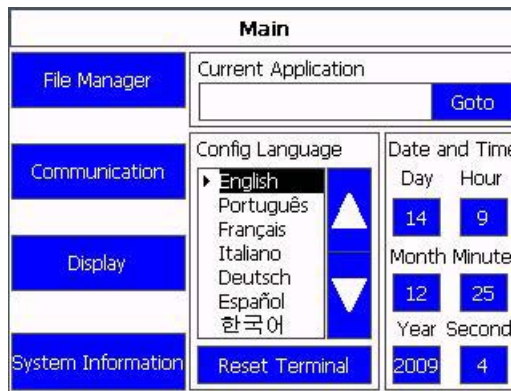 Main
File Manager
Communication
Display
System Information
Current Application
Goto
Config Language
English
Português
Français
Italiano
Deutsch
Español
한국어
Reset Terminal
Date and Time
Day Hour
14 9
Month Minute
12 25
Year Second
2009 4